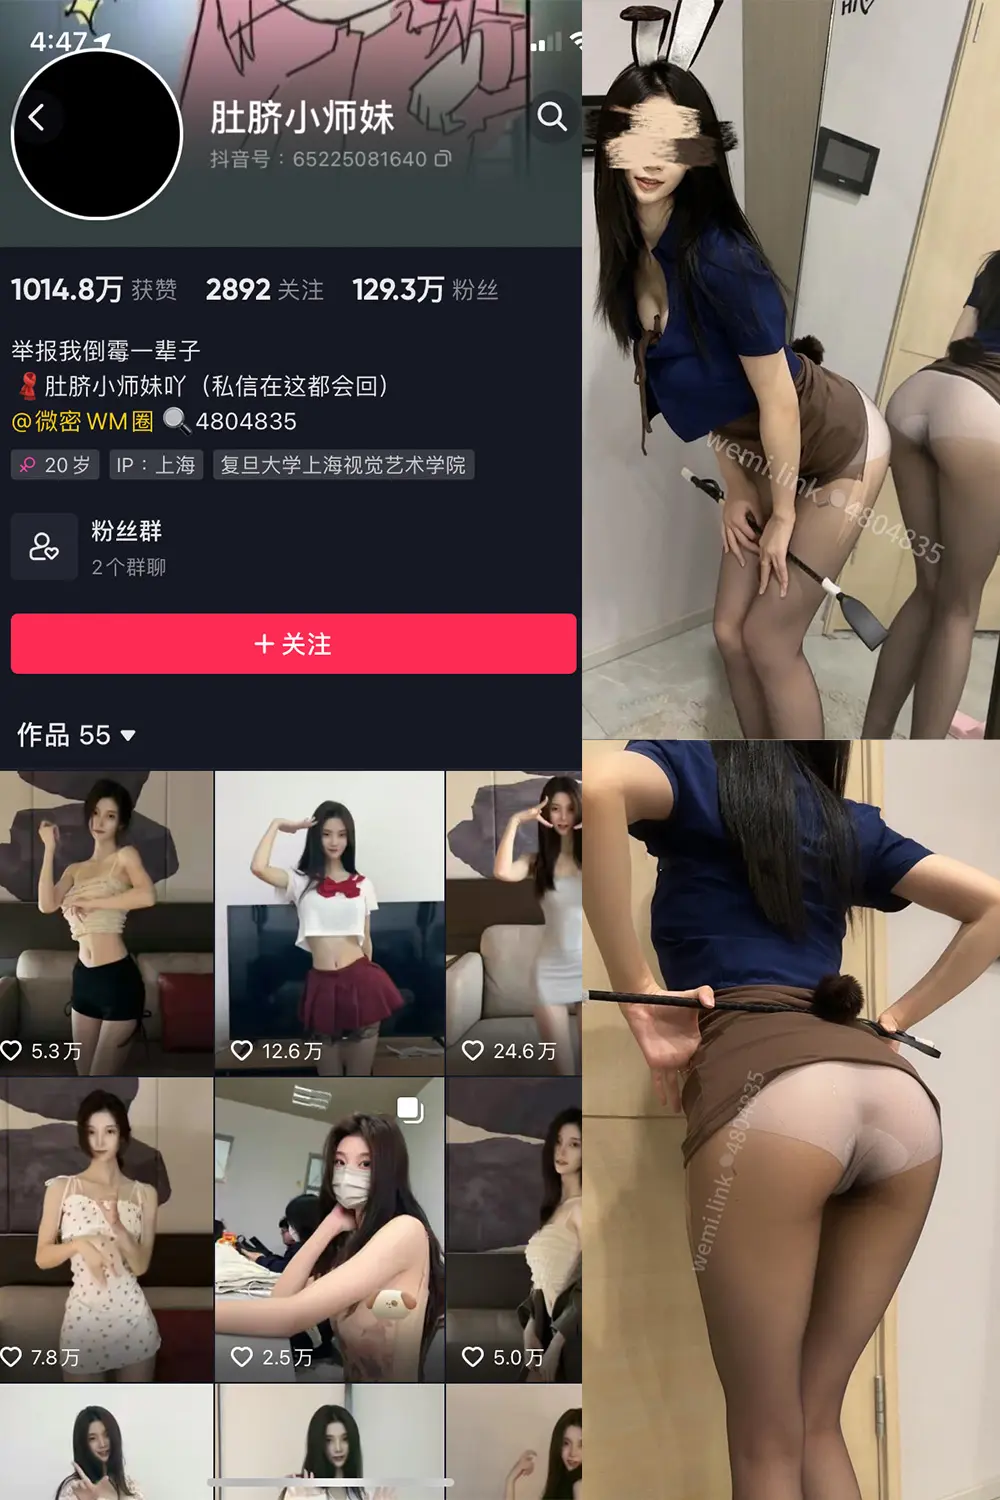 4:47
肚脐小师妹
抖音号：65225081640
1014.8万 获赞 2892 关注 129.3万 粉丝
举报我倒霉一辈子
肚脐小师妹吖（私信在这都会回）
@微密 WM 圈 🔍 4804835
♀ 20岁 IP：上海 复旦大学上海视觉艺术学院
粉丝群
2个群聊
+ 关注
作品 55
5.3万 12.6万 24.6万
7.8万 2.5万 5.0万
wemi.link 4804835
wemi.link 4804835